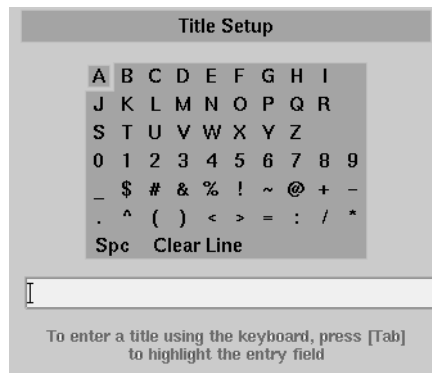 Title Setup
A B C D E F G H I
J K L M N O P Q R
S T U V W X Y Z
0 1 2 3 4 5 6 7 8 9
_ $ # & % ! ~ @ + -
. ^ ( ) < > = : / *
Spc Clear Line
To enter a title using the keyboard, press [Tab]
to highlight the entry field